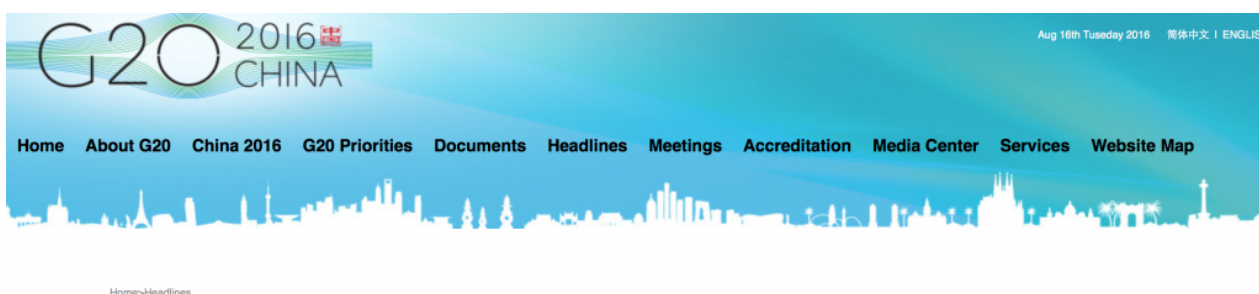 G20 2016 CHINA
Aug 16th Tuseday 2016 简体中文 I ENGLIS
Home About G20 China 2016 G20 Priorities Documents Headlines Meetings Accreditation Media Center Services Website Map
Home>Headlines